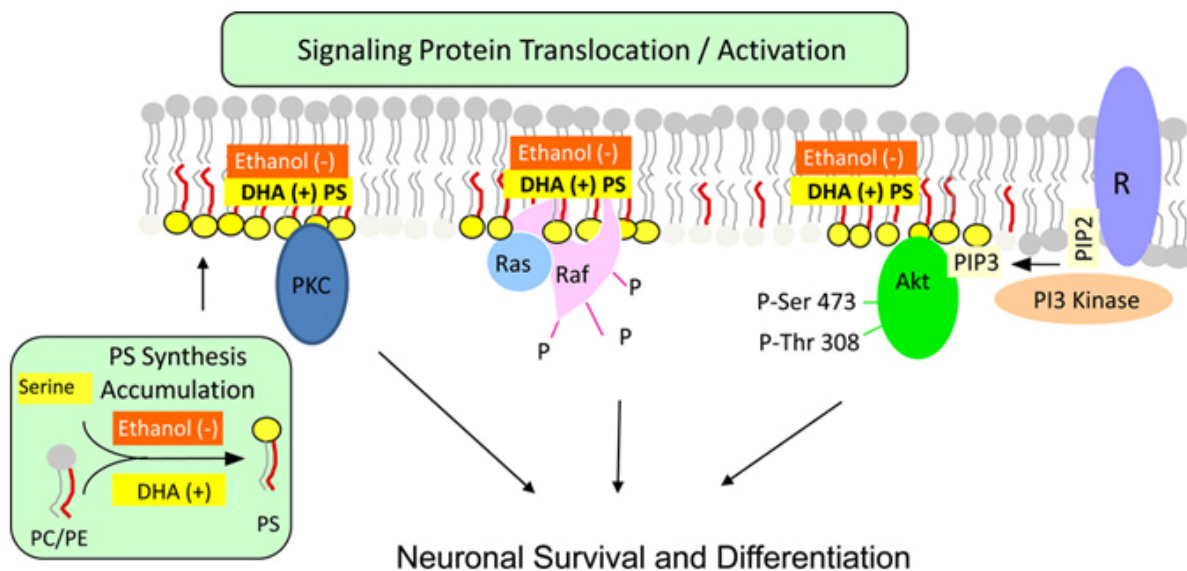 Signaling Protein Translocation / Activation
Ethanol (-)
DHA (+) PS
Ethanol (-)
DHA (+) PS
Ethanol (-)
DHA (+) PS
R
PIP2
PIP3
PI3 Kinase
PKC
Ras
Raf
P
P
P
Akt
P-Ser 473
P-Thr 308
PS Synthesis
Accumulation
Serine
Ethanol (-)
DHA (+)
PC/PE
PS
Neuronal Survival and Differentiation